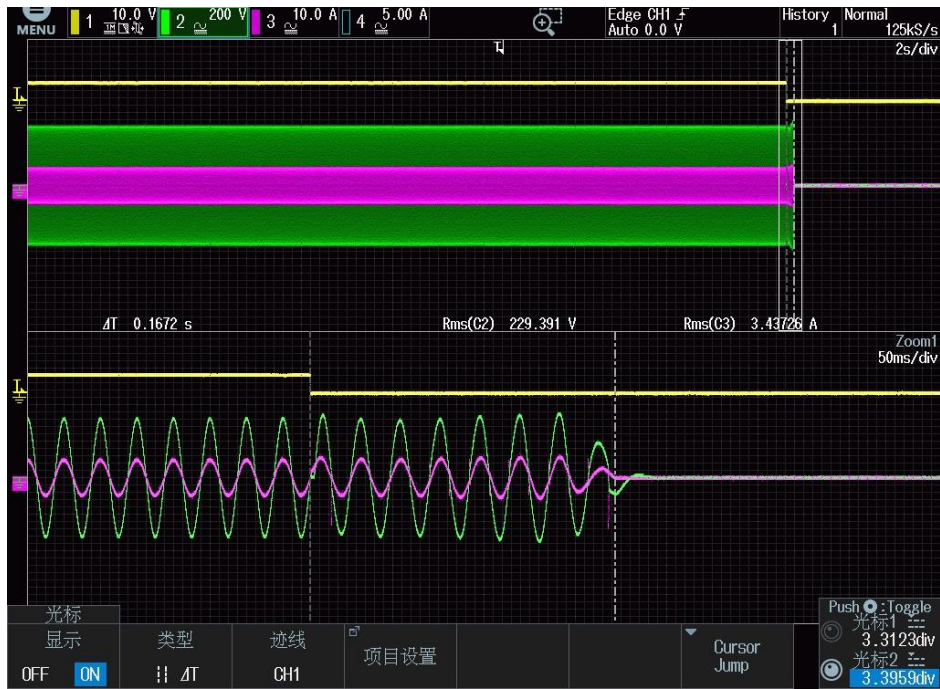 MENU
1 10.0 V
2 200 V
3 10.0 A
4 5.00 A
Edge CH1
Auto 0.0 V
History
1
Normal
125kS/s
2s/div
T
T
ΔT 0.1672 s
Rms(C2) 229.391 V
Rms(C3) 3.43726 A
Zoom1
50ms/div
T
光标
显示
OFF ON
类型
ΔT
迹线
CH1
项目设置
Cursor
Jump
Push :Toggle
光标1
3.3123div
光标2
3.3959div